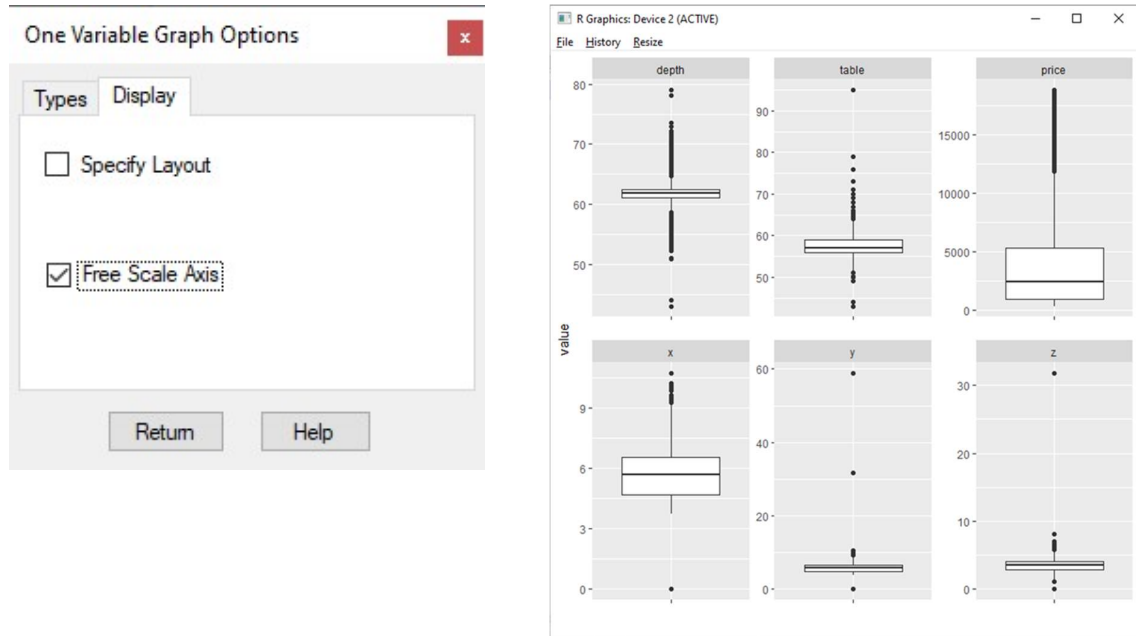 One Variable Graph Options
x
Types Display
Specify Layout
Free Scale Axis
Return Help
R Graphics: Device 2 (ACTIVE)
File History Resize
depth table price
80
70
60
50
90
80
70
60
50
15000
10000
5000
0
value
x y z
9
6
3
0
60
40
20
0
30
20
10
0